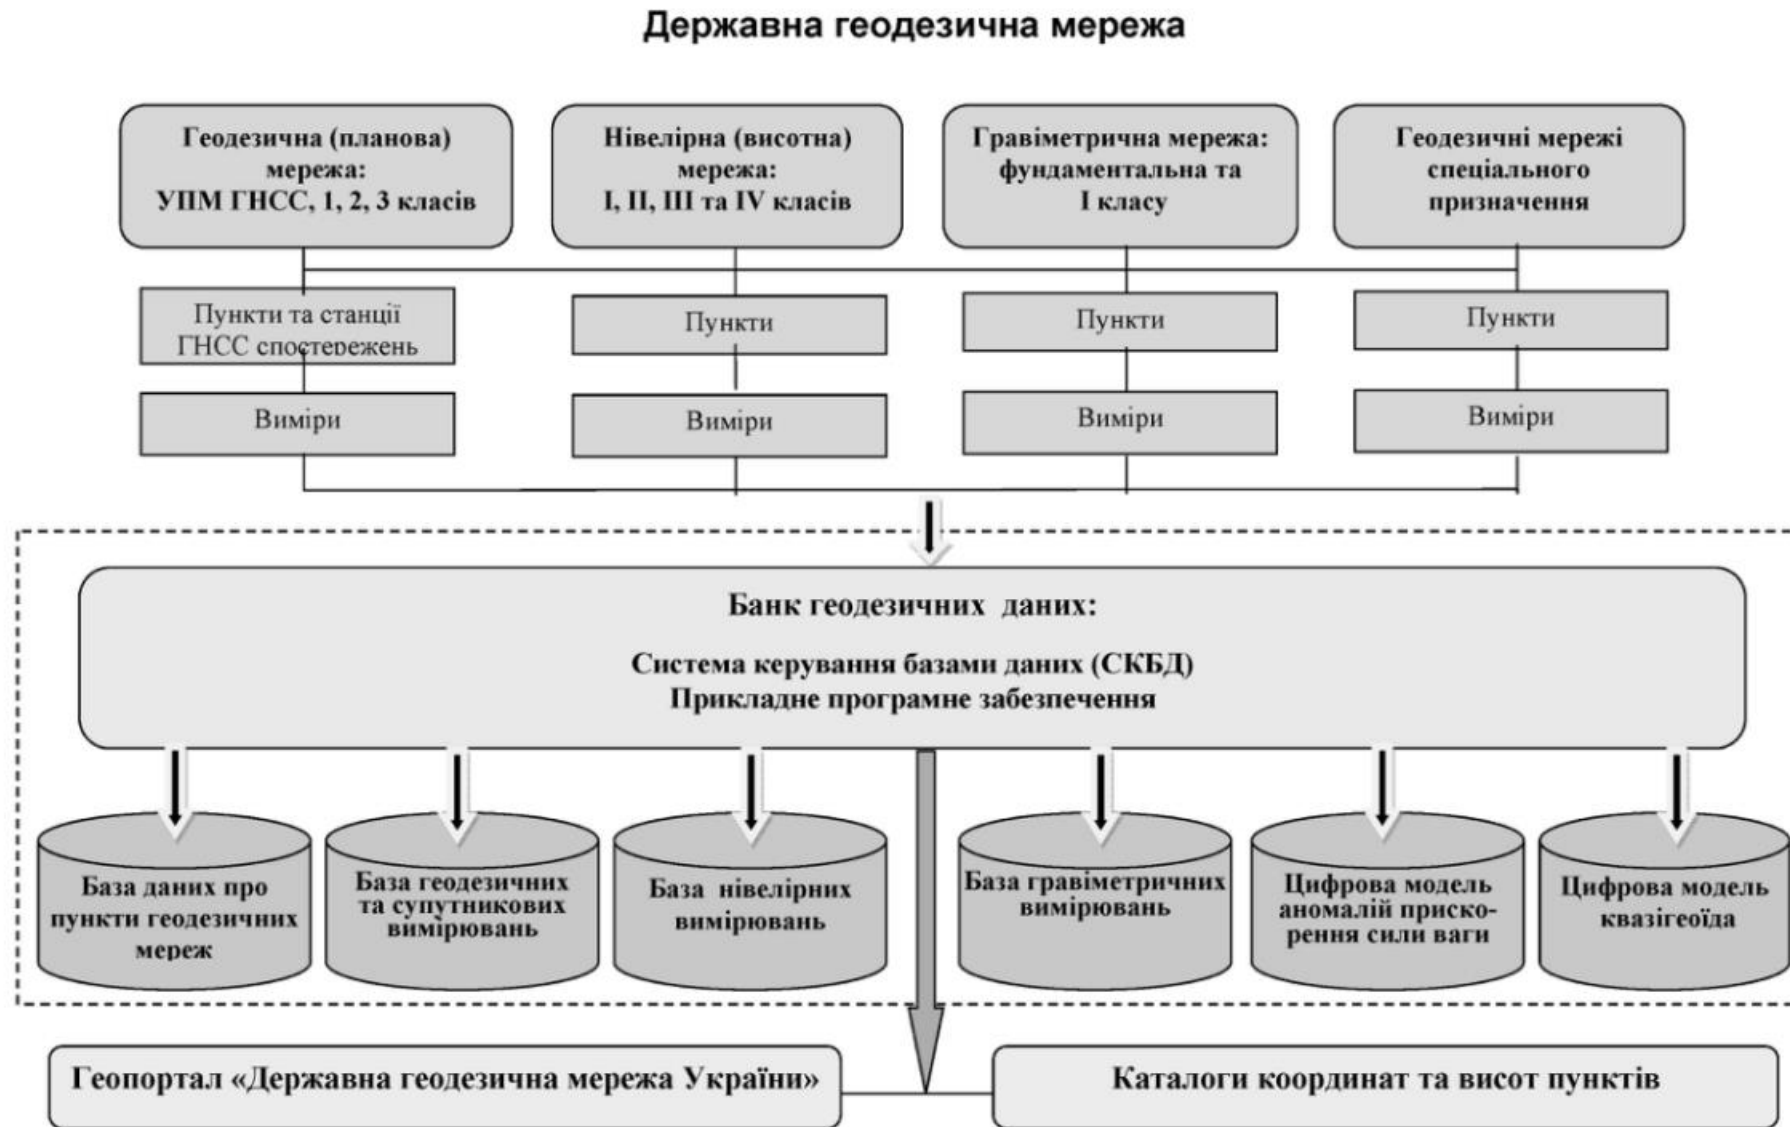 Державна геодезична мережа
Геодезична (планова)
мережа:
УПМ ГНСС, 1, 2, 3 класів
Нівелірна (висотна)
мережа:
I, II, III та IV класів
Гравіметрична мережа:
фундаментальна та
I класу
Геодезичні мережі
спеціального
призначення
Пункти та станції
ГНСС спостережень
Пункти
Пункти
Пункти
Виміри
Виміри
Виміри
Виміри
Банк геодезичних даних:
Система керування базами даних (СКБД)
Прикладне програмне забезпечення
База даних про
пункти геодезичних
мереж
База геодезичних
та супутникових
вимірювань
База нівелірних
вимірювань
База гравіметричних
вимірювань
Цифрова модель
аномалій приско-
рення сили ваги
Цифрова модель
квазігеоїда
Геопортал «Державна геодезична мережа України»
Каталоги координат та висот пунктів